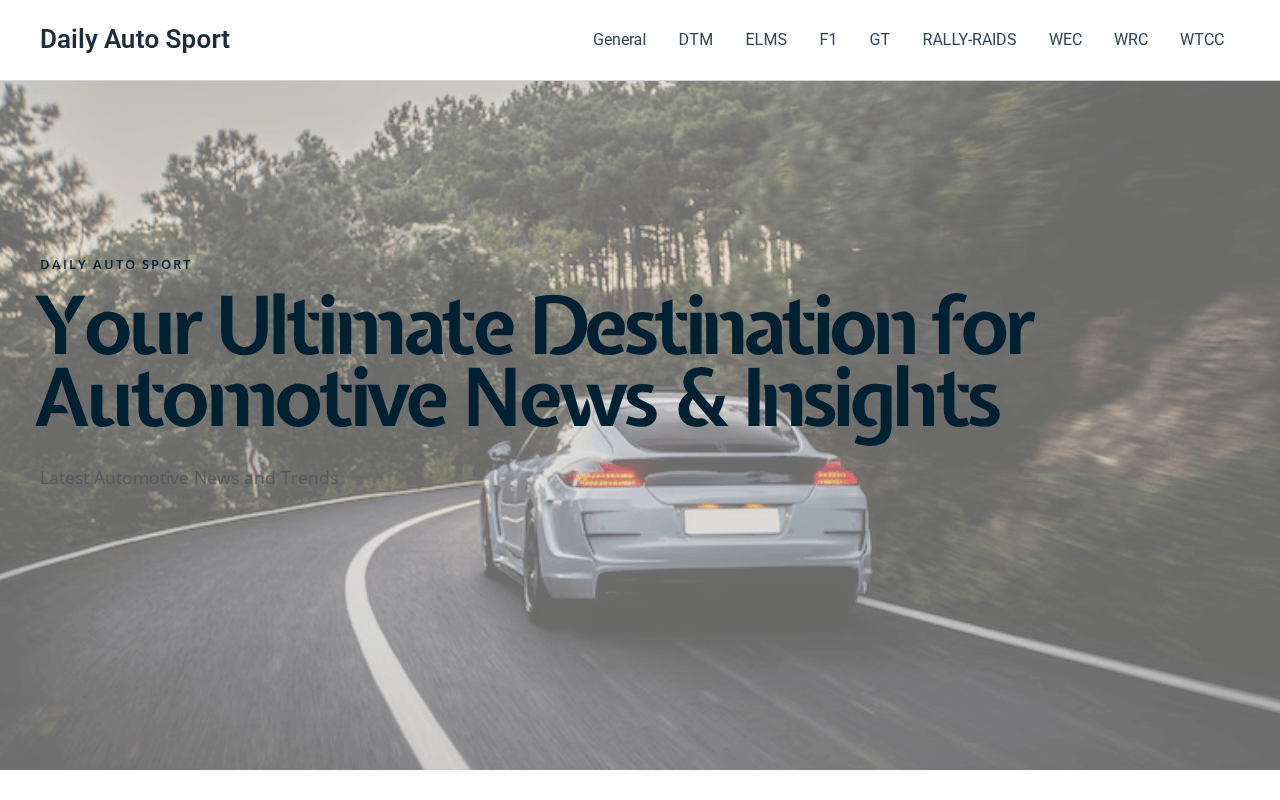 Daily Auto Sport
General DTM ELMS F1 GT RALLY-RAIDS WEC WRC WTCC
DAILY AUTO SPORT
Your Ultimate Destination for
Automotive News & Insights
Latest Automotive News and Trends